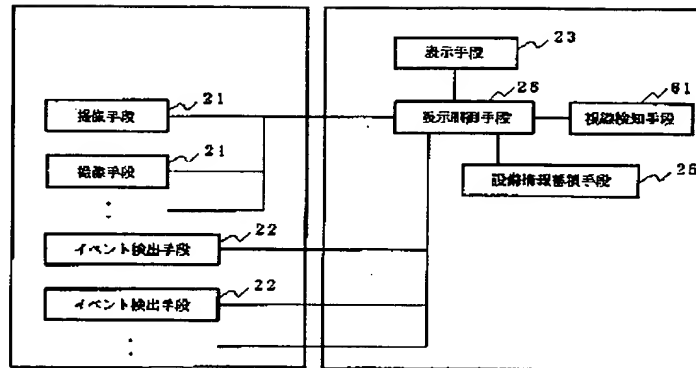 表示手段
23
撮像手段
21
表示制御手段
26
視線検知手段
61
撮像手段
21
設備情報蓄積手段
25
イベント検出手段
22
イベント検出手段
22